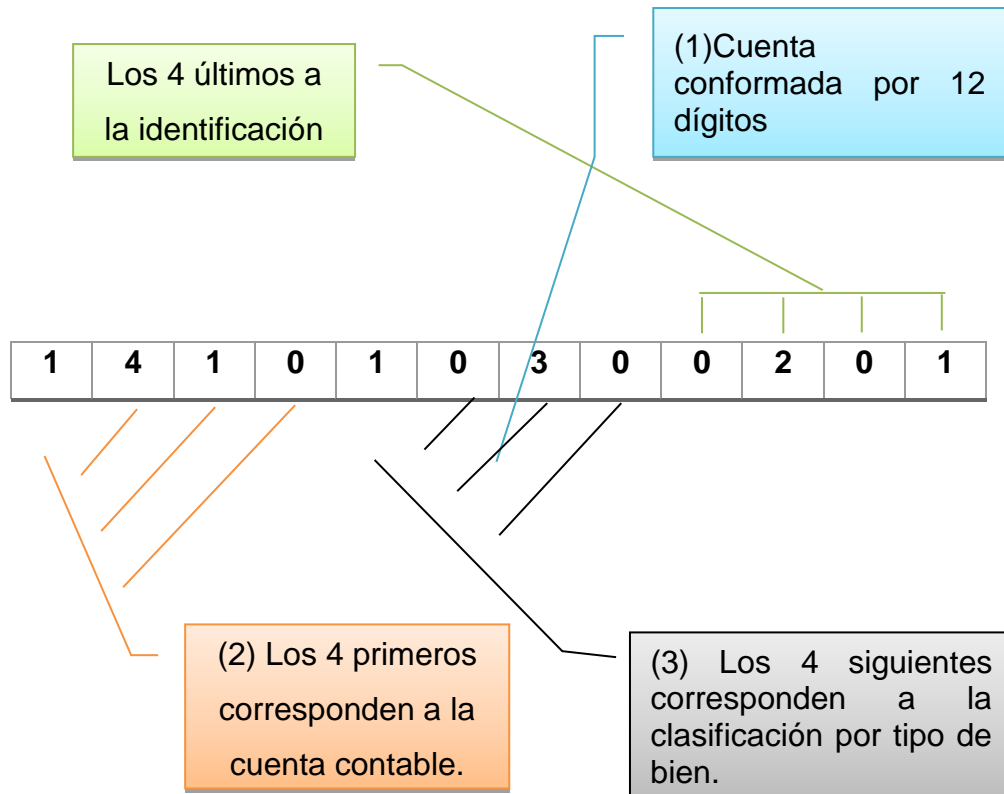 Los 4 últimos a
la identificación
(1)Cuenta
conformada por 12
dígitos
1 4 1 0 1 0 3 0 0 2 0 1
(2) Los 4 primeros
corresponden a la
cuenta contable.
(3) Los 4 siguientes
corresponden a la
clasificación por tipo de
bien.